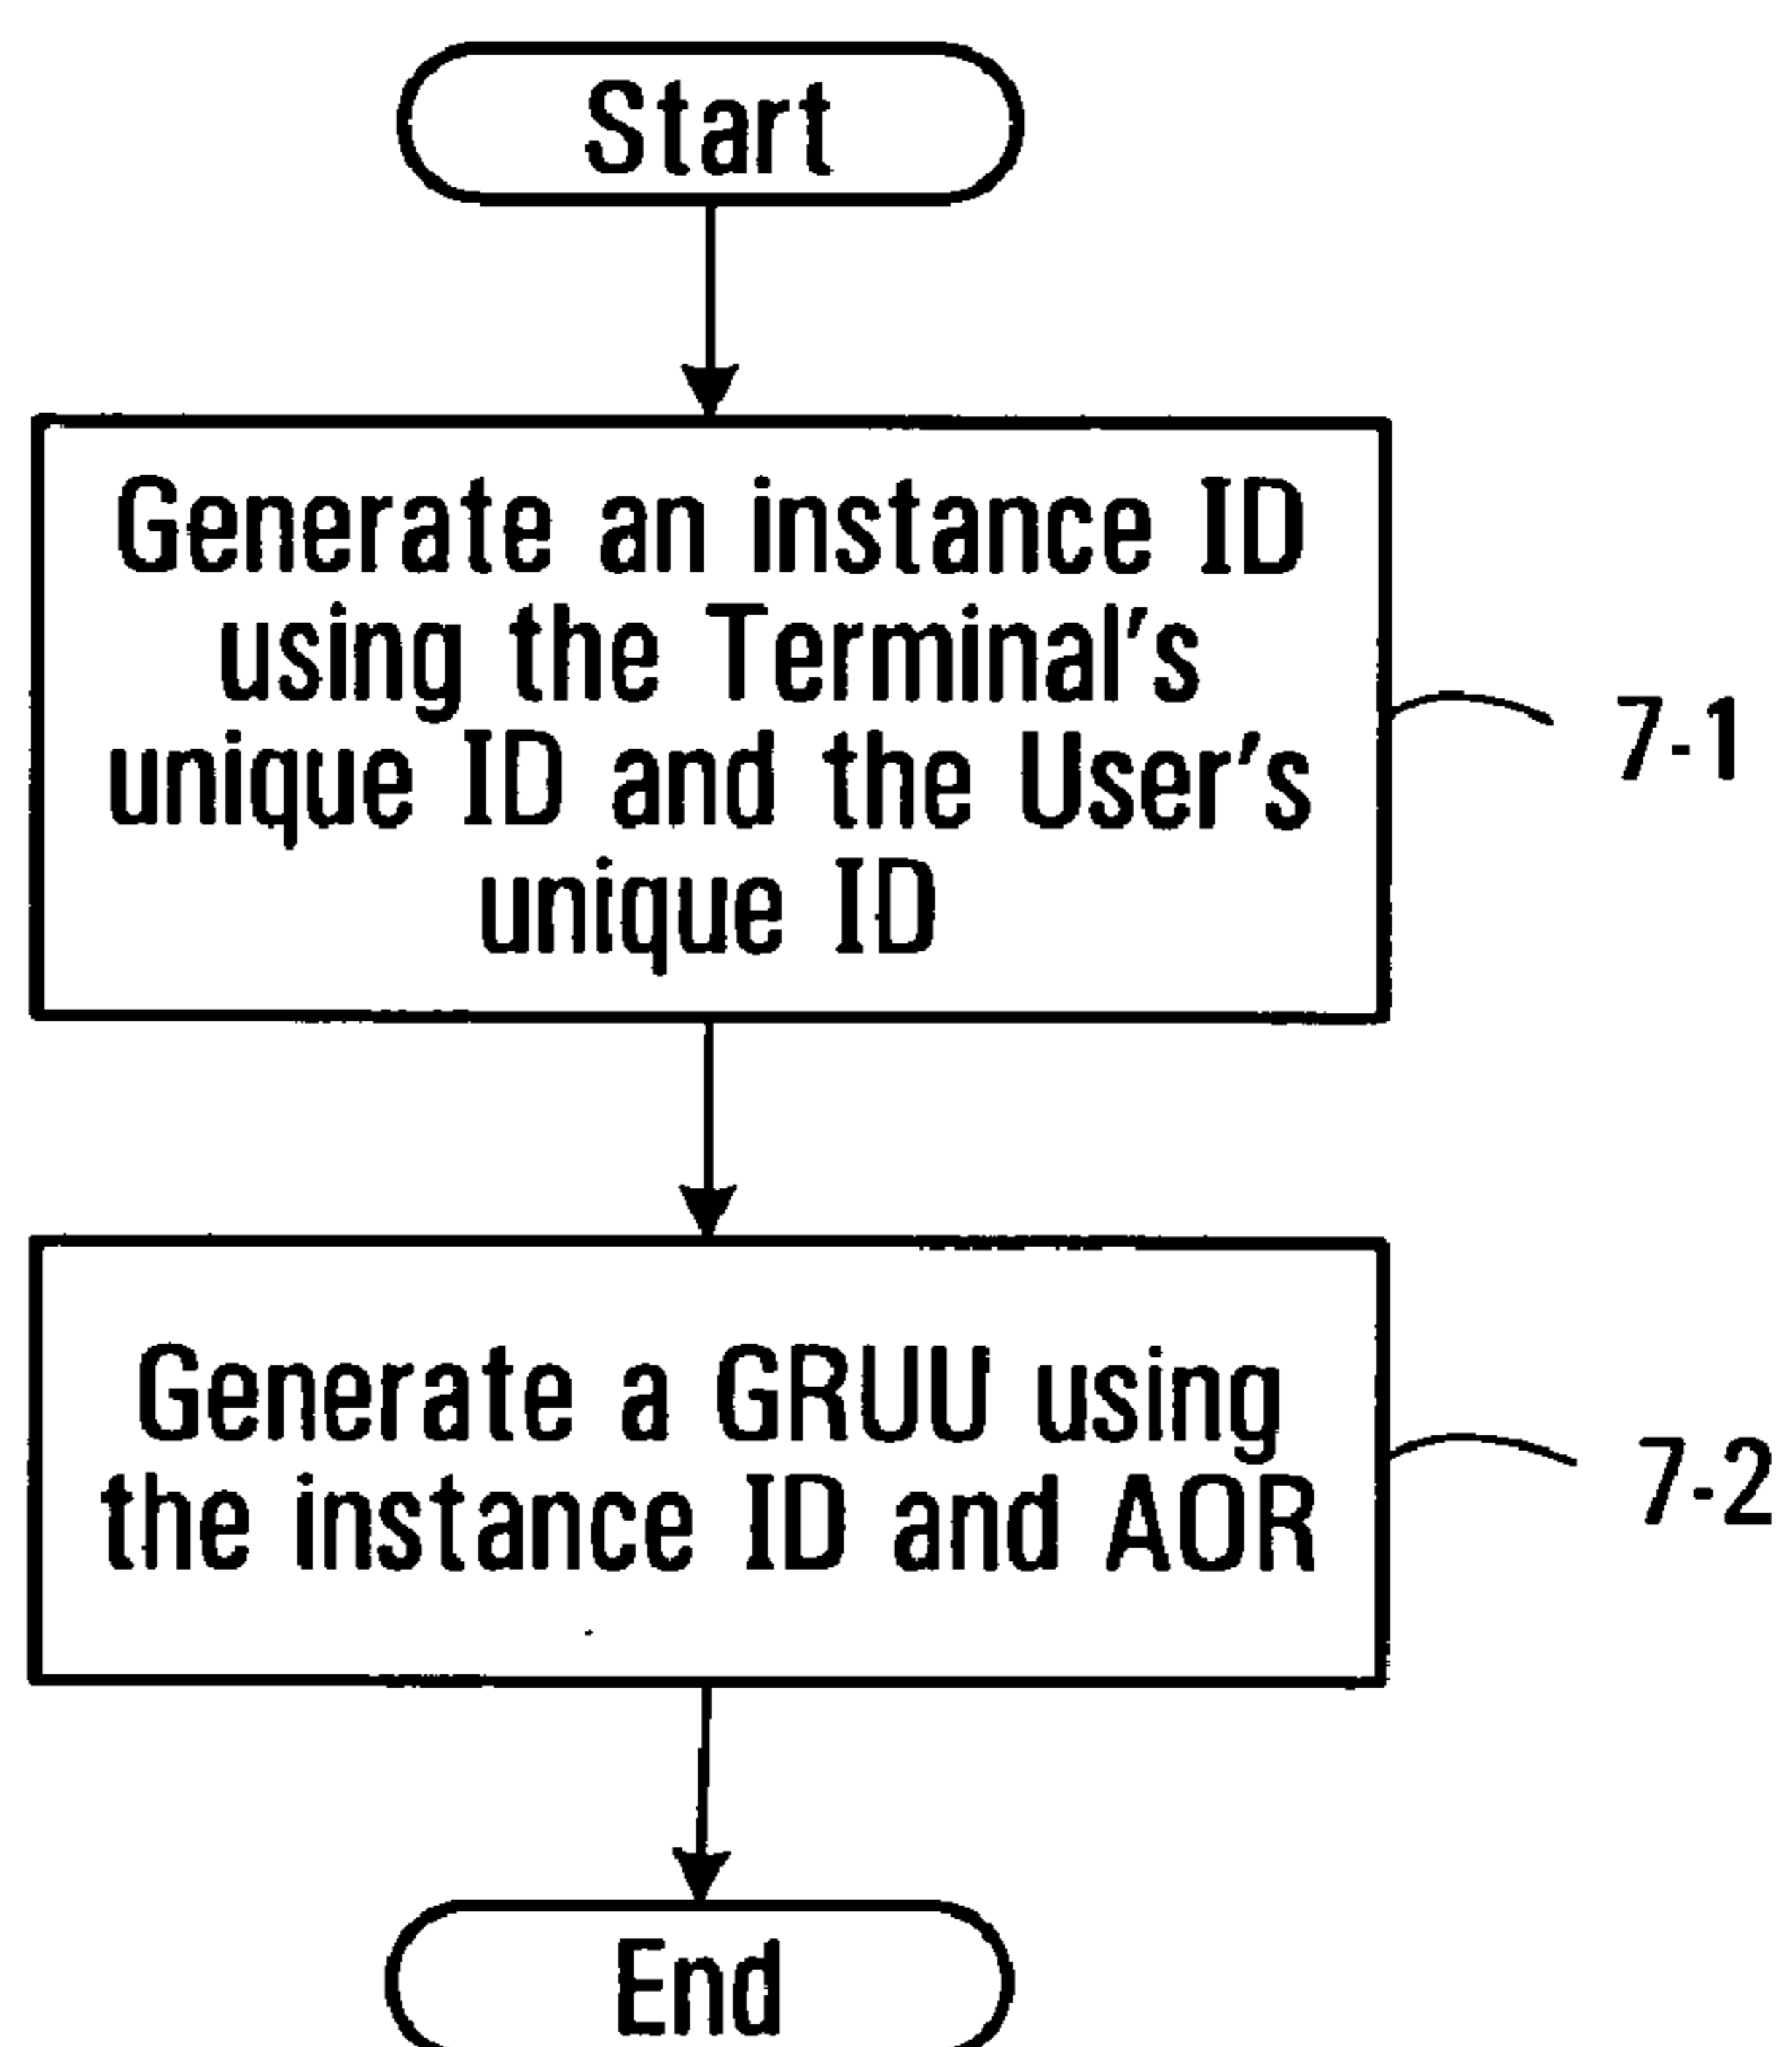 Start
Generate an instance ID
using the Terminal's
unique ID and the User's
unique ID
7-1
Generate a GRUU using
the instance ID and AOR
7-2
End